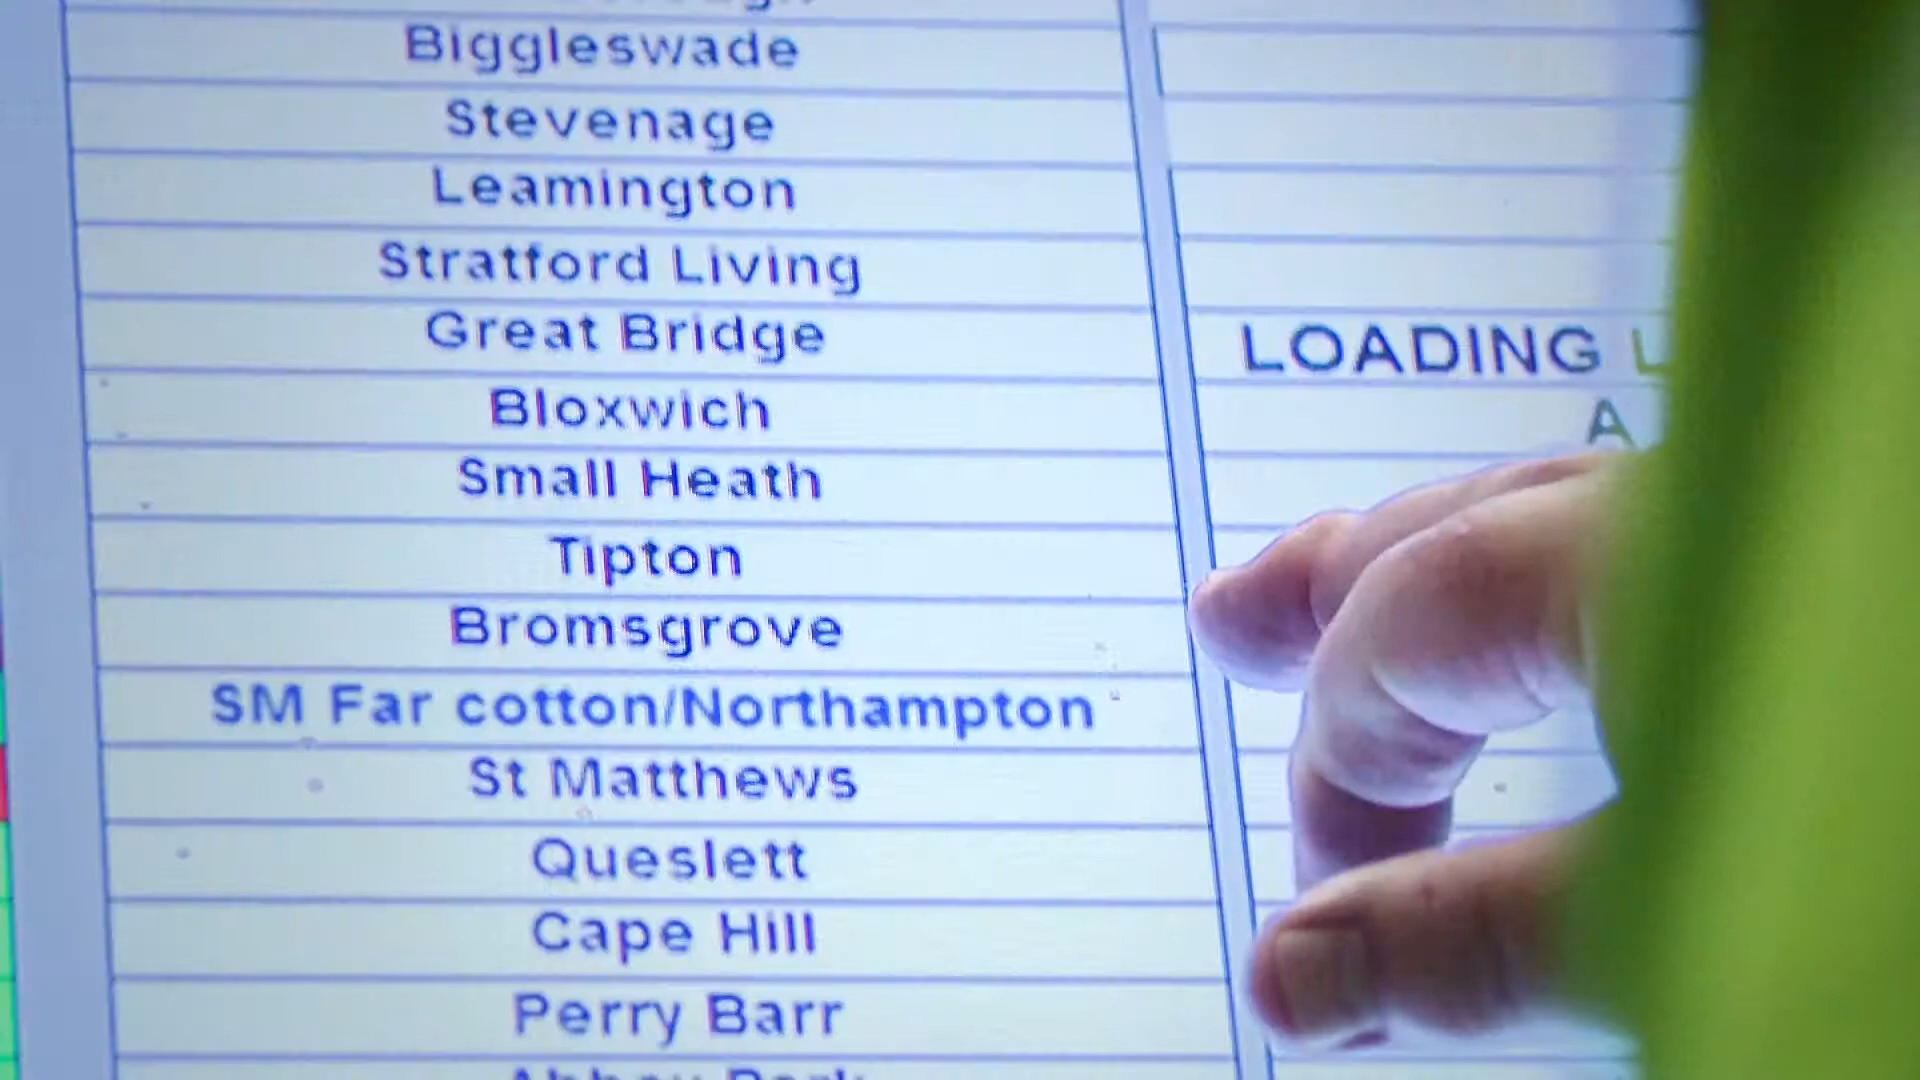 Biggleswade
Stevenage
Leamington
Stratford Living
Great Bridge
LOADING
Bloxwich
A
Small Heath
Tipton
Bromsgrove
SM Far cotton/Northampton
St Matthews
Queslett
Cape Hill
Perry Barr